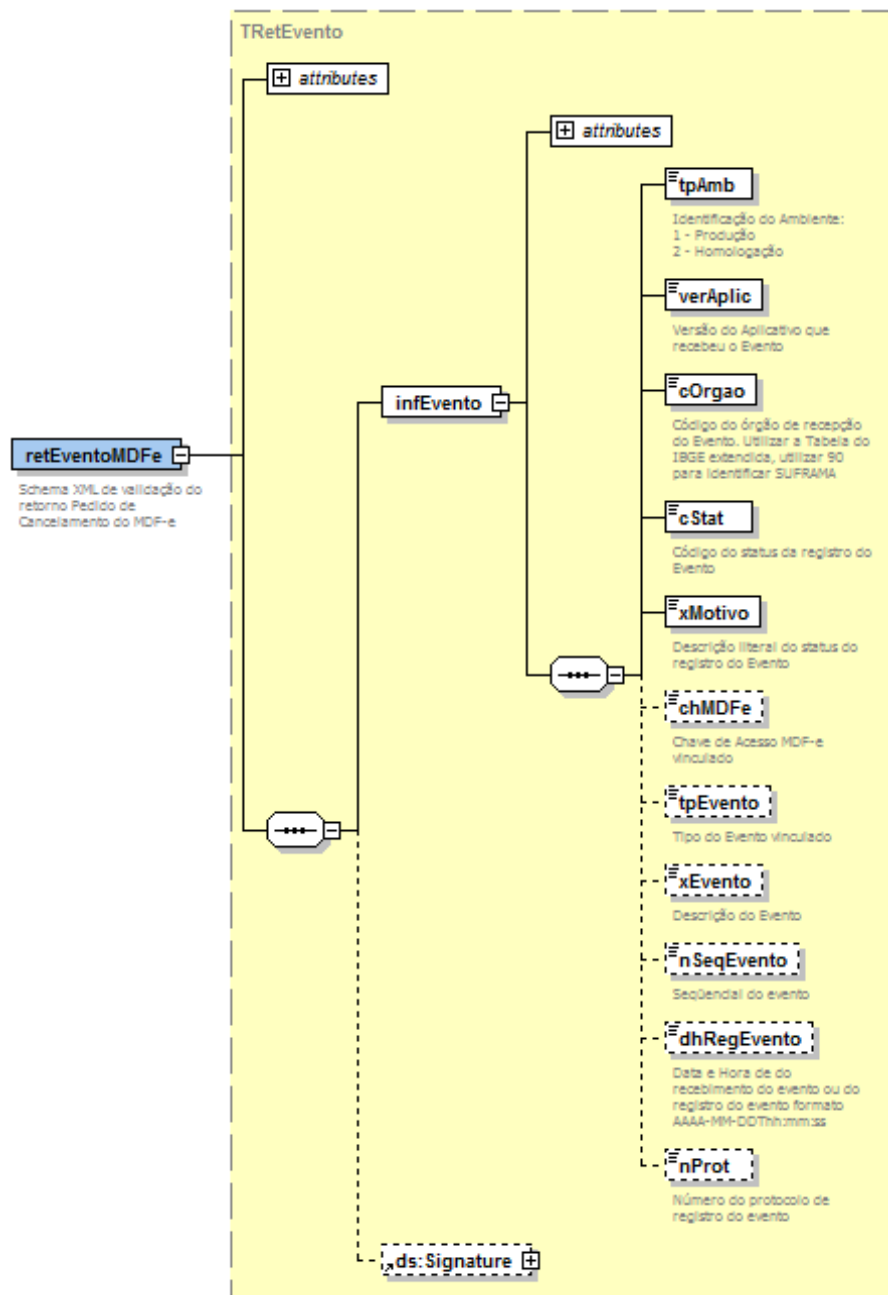 TRetEvento
attributes
attributes
tpAmb
Identificação do Ambiente:
1 - Produção
2 - Homologação
verAplic
Versão do Aplicativo que
recebeu o Evento
infEvento
cOrgao
Código do órgão de recepção
do Evento. Utilizar a Tabela do
IBGE extendida, utilizar 90
para identificar SUFRAMA
retEventoMDFe
Schema XML de validação do
retorno Pedido de
Cancelamento do MDF-e
cStat
Código do status da registro do
Evento
xMotivo
Descrição literal do status do
registro do Evento
chMDFe
Chave de Acesso MDF-e
vinculado
tpEvento
Tipo do Evento vinculado
xEvento
Descrição do Evento
nSeqEvento
Seqüencial do evento
dhRegEvento
Data e Hora de do
recebimento do evento ou do
registro do evento formato
AAAA-MM-DDThh:mm:ss
nProt
Número do protocolo de
registro do evento
ds:Signature